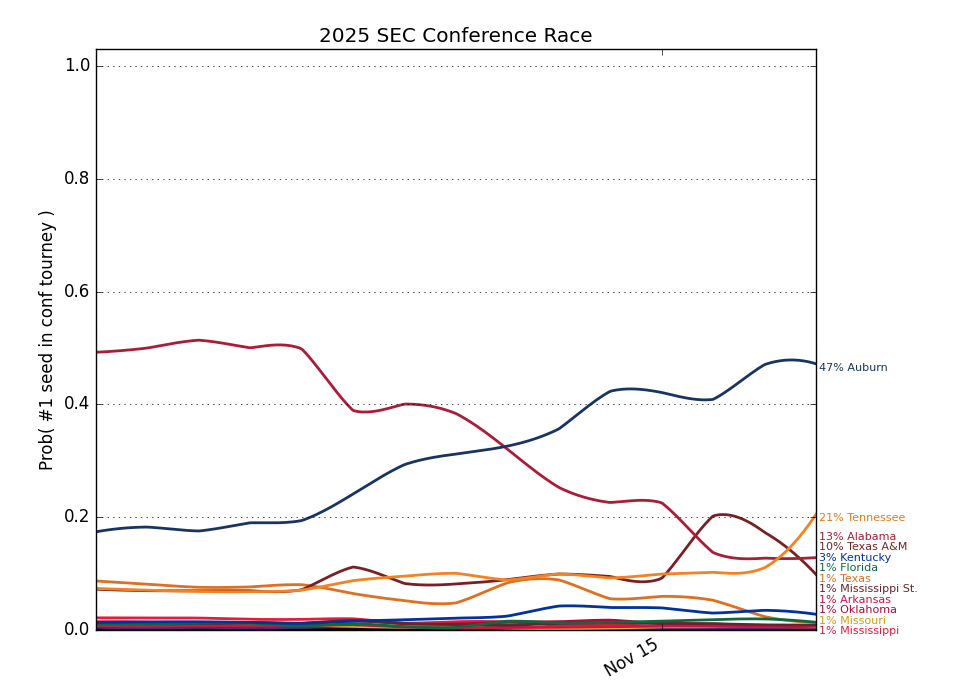 2025 SEC Conference Race
Prob( #1 seed in conf tourney )
1.0
0.8
0.6
0.4
0.2
0.0
Nov 15
47% Auburn
21% Tennessee
13% Alabama
10% Texas A&M
3% Kentucky
1% Florida
1% Texas
1% Mississippi St.
1% Arkansas
1% Oklahoma
1% Missouri
1% Mississippi